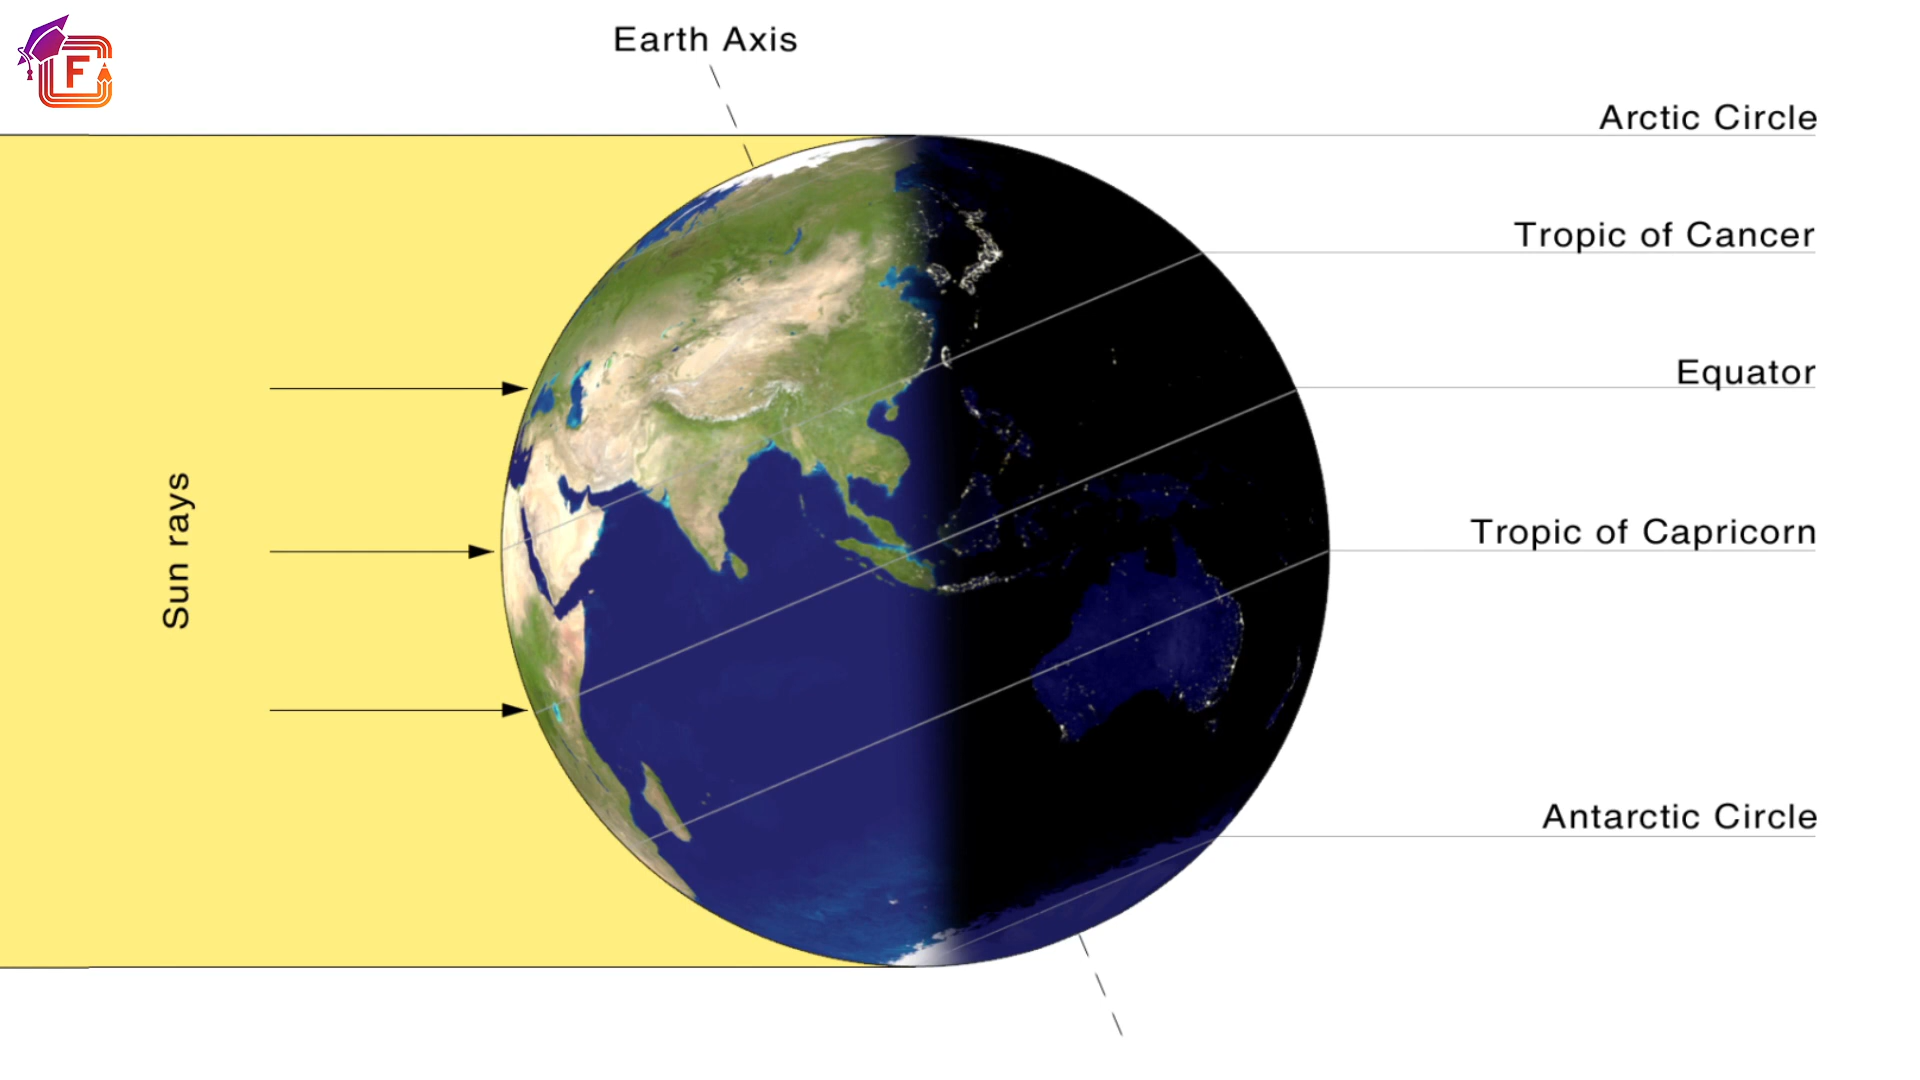 F
Earth Axis
Arctic Circle
Tropic of Cancer
Equator
Sun rays
Tropic of Capricorn
Antarctic Circle